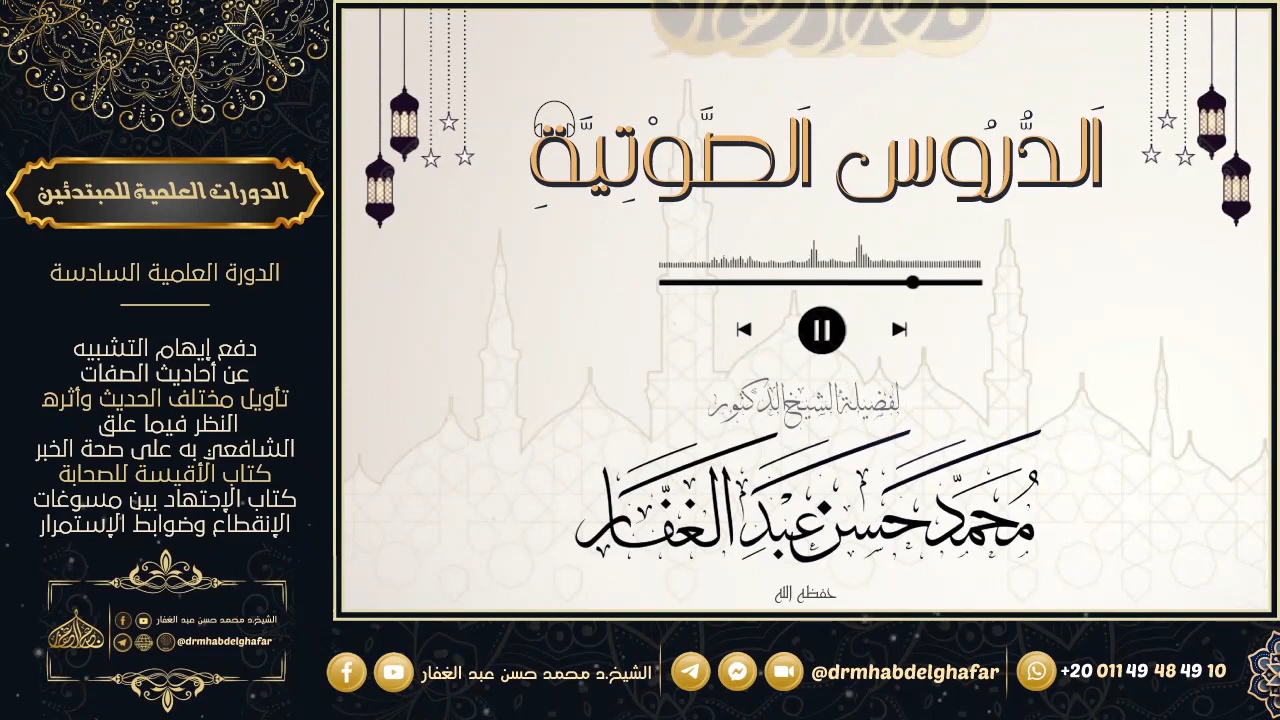 الدَّرُوس الصَّوْتِيَّةِ
لفضيلة الشيخ الدكتور
مُحَمَّد حَسَن عَبْدِ الغَفَّار
حفظه الله
الدورات العلمية للمبتدئين
الدورة العلمية السادسة
دفع إيهام التشبيه
عن أحاديث الصفات
تأويل مختلف الحديث وأثره
النظر فيما علق
الشافعي به على صحة الخبر
كتاب الأقيسة للصحابة
كتاب الإجتهاد بين مسوغات
الإنقطاع وضوابط الإستمرار
الشيخ.د محمد حسن عبد الغفار
@drmhabdelghafar
الشيخ.د محمد حسن عبد الغفار
@drmhabdelghafar
+20 011 49 48 49 10